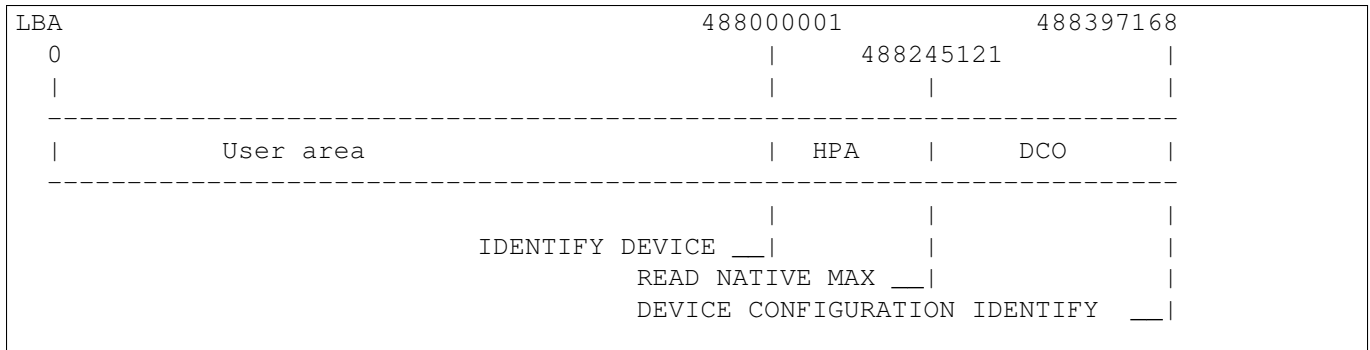 LBA 488000001 488397168
0 | 488245121 |
| | | |
------------------------------------------------------------------------
| User area | HPA | DCO |
------------------------------------------------------------------------
| | |
IDENTIFY DEVICE __| | |
READ NATIVE MAX __| |
DEVICE CONFIGURATION IDENTIFY __|